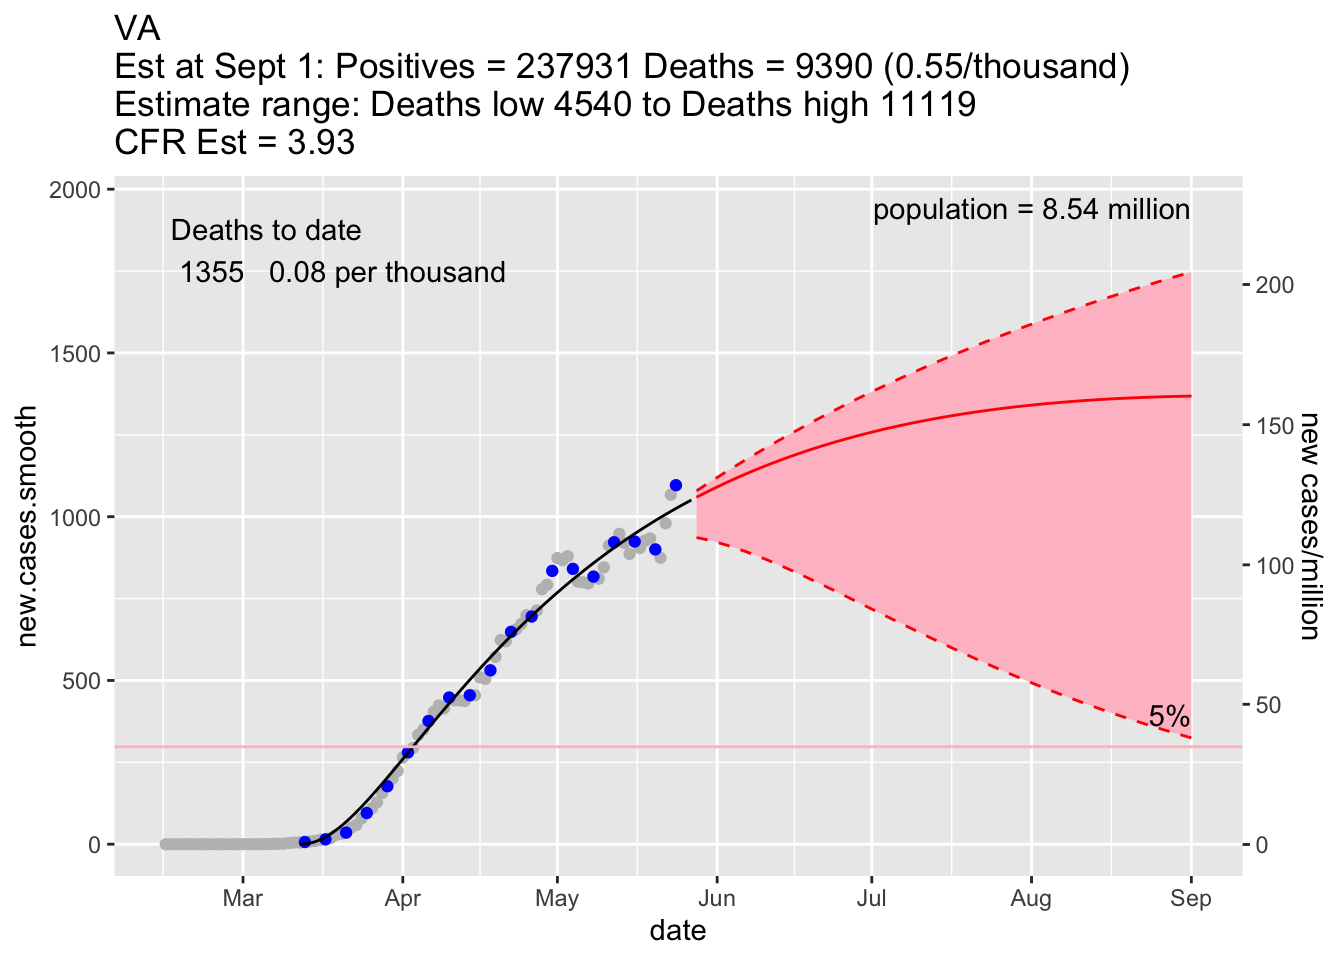 VA
Est at Sept 1: Positives = 237931 Deaths = 9390 (0.55/thousand)
Estimate range: Deaths low 4540 to Deaths high 11119
CFR Est = 3.93
2000
1500
1000
500
0
new.cases.smooth
Deaths to date
1355 0.08 per thousand
population = 8.54 million
5%
200
150
100
50
0
new cases/million
Mar Apr May Jun Jul Aug Sep
date